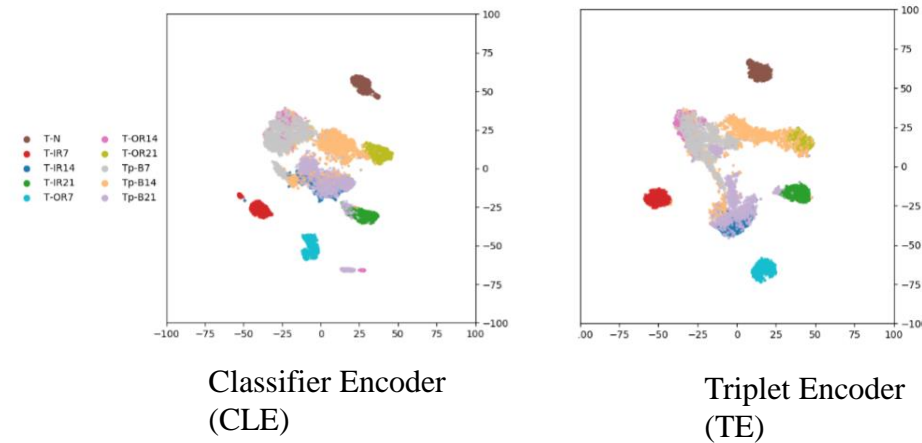 T-N
T-IR7
T-IR14
T-IR21
T-OR7
T-OR14
T-OR21
Tp-B7
Tp-B14
Tp-B21
100
75
50
25
0
−25
−50
−75
−100
−100 −75 −50 −25 0 25 50 75 100
100
75
50
25
0
−25
−50
−75
−100
.00 −75 −50 −25 0 25 50 75 100
Classifier Encoder
(CLE)
Triplet Encoder
(TE)